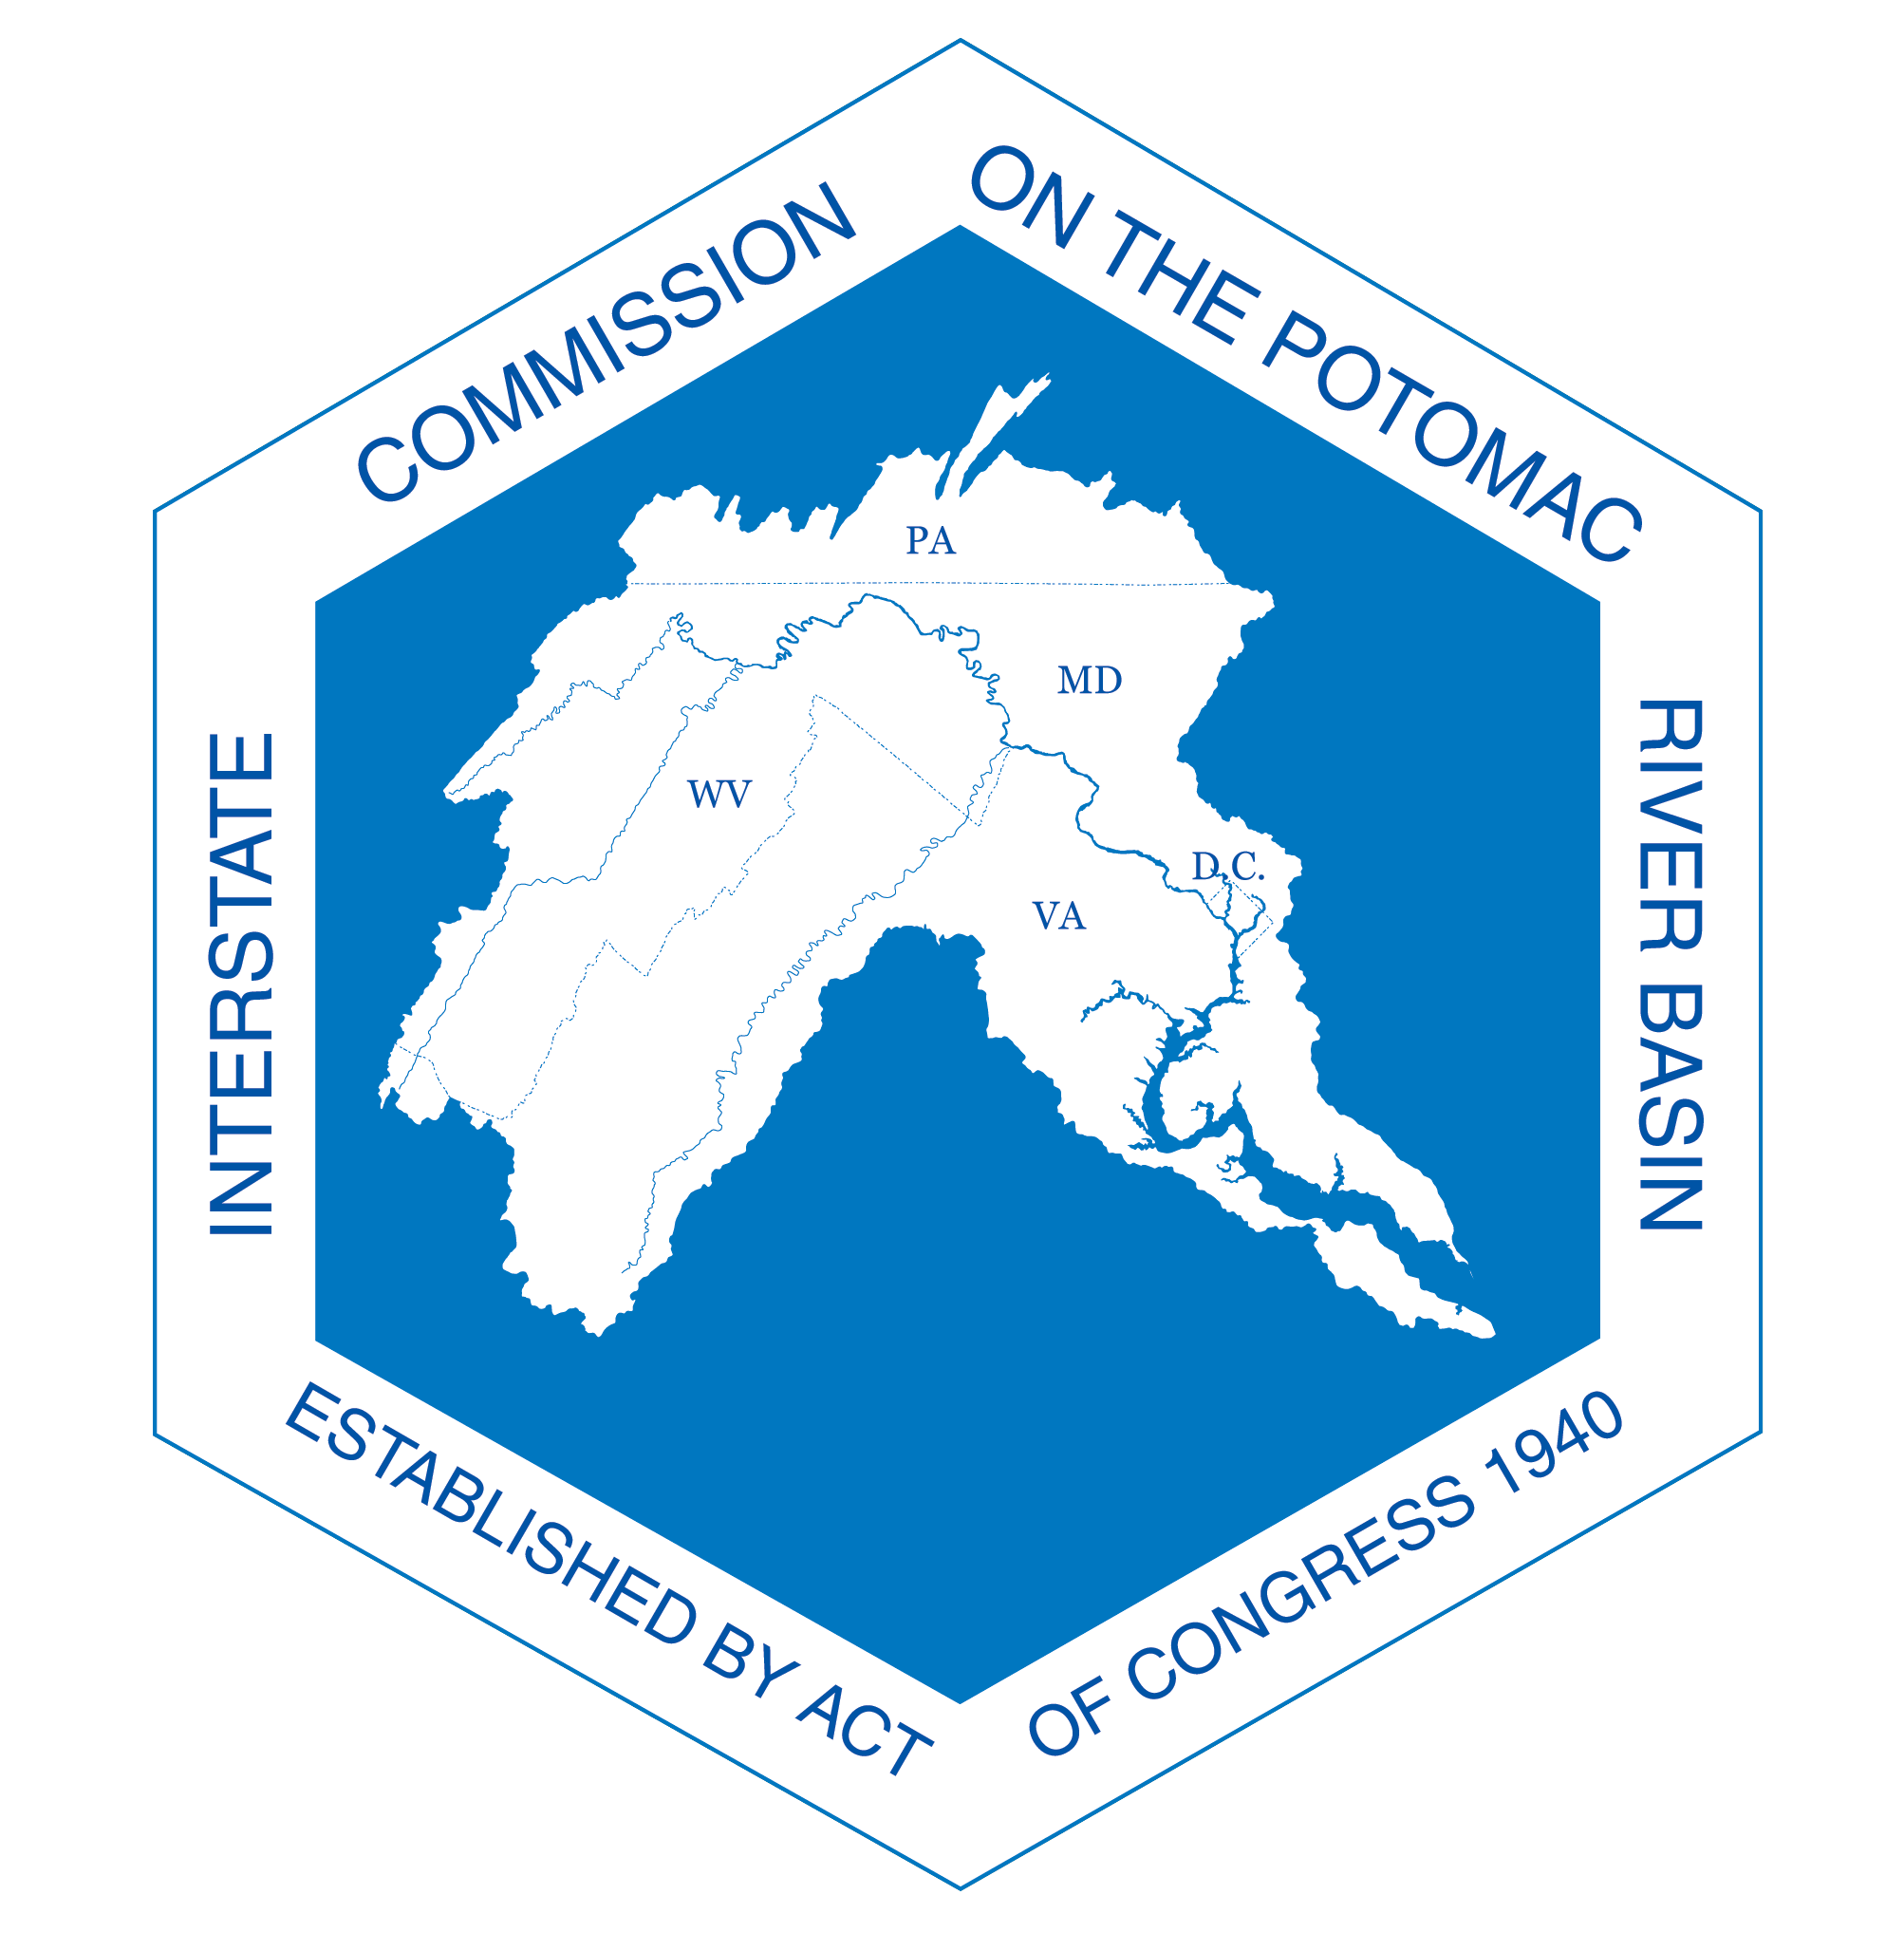 INTERSTATE
COMMISSION
ON THE POTOMAC
RIVER BASIN
ESTABLISHED BY ACT
OF CONGRESS 1940
PA
MD
WV
D.C.
VA